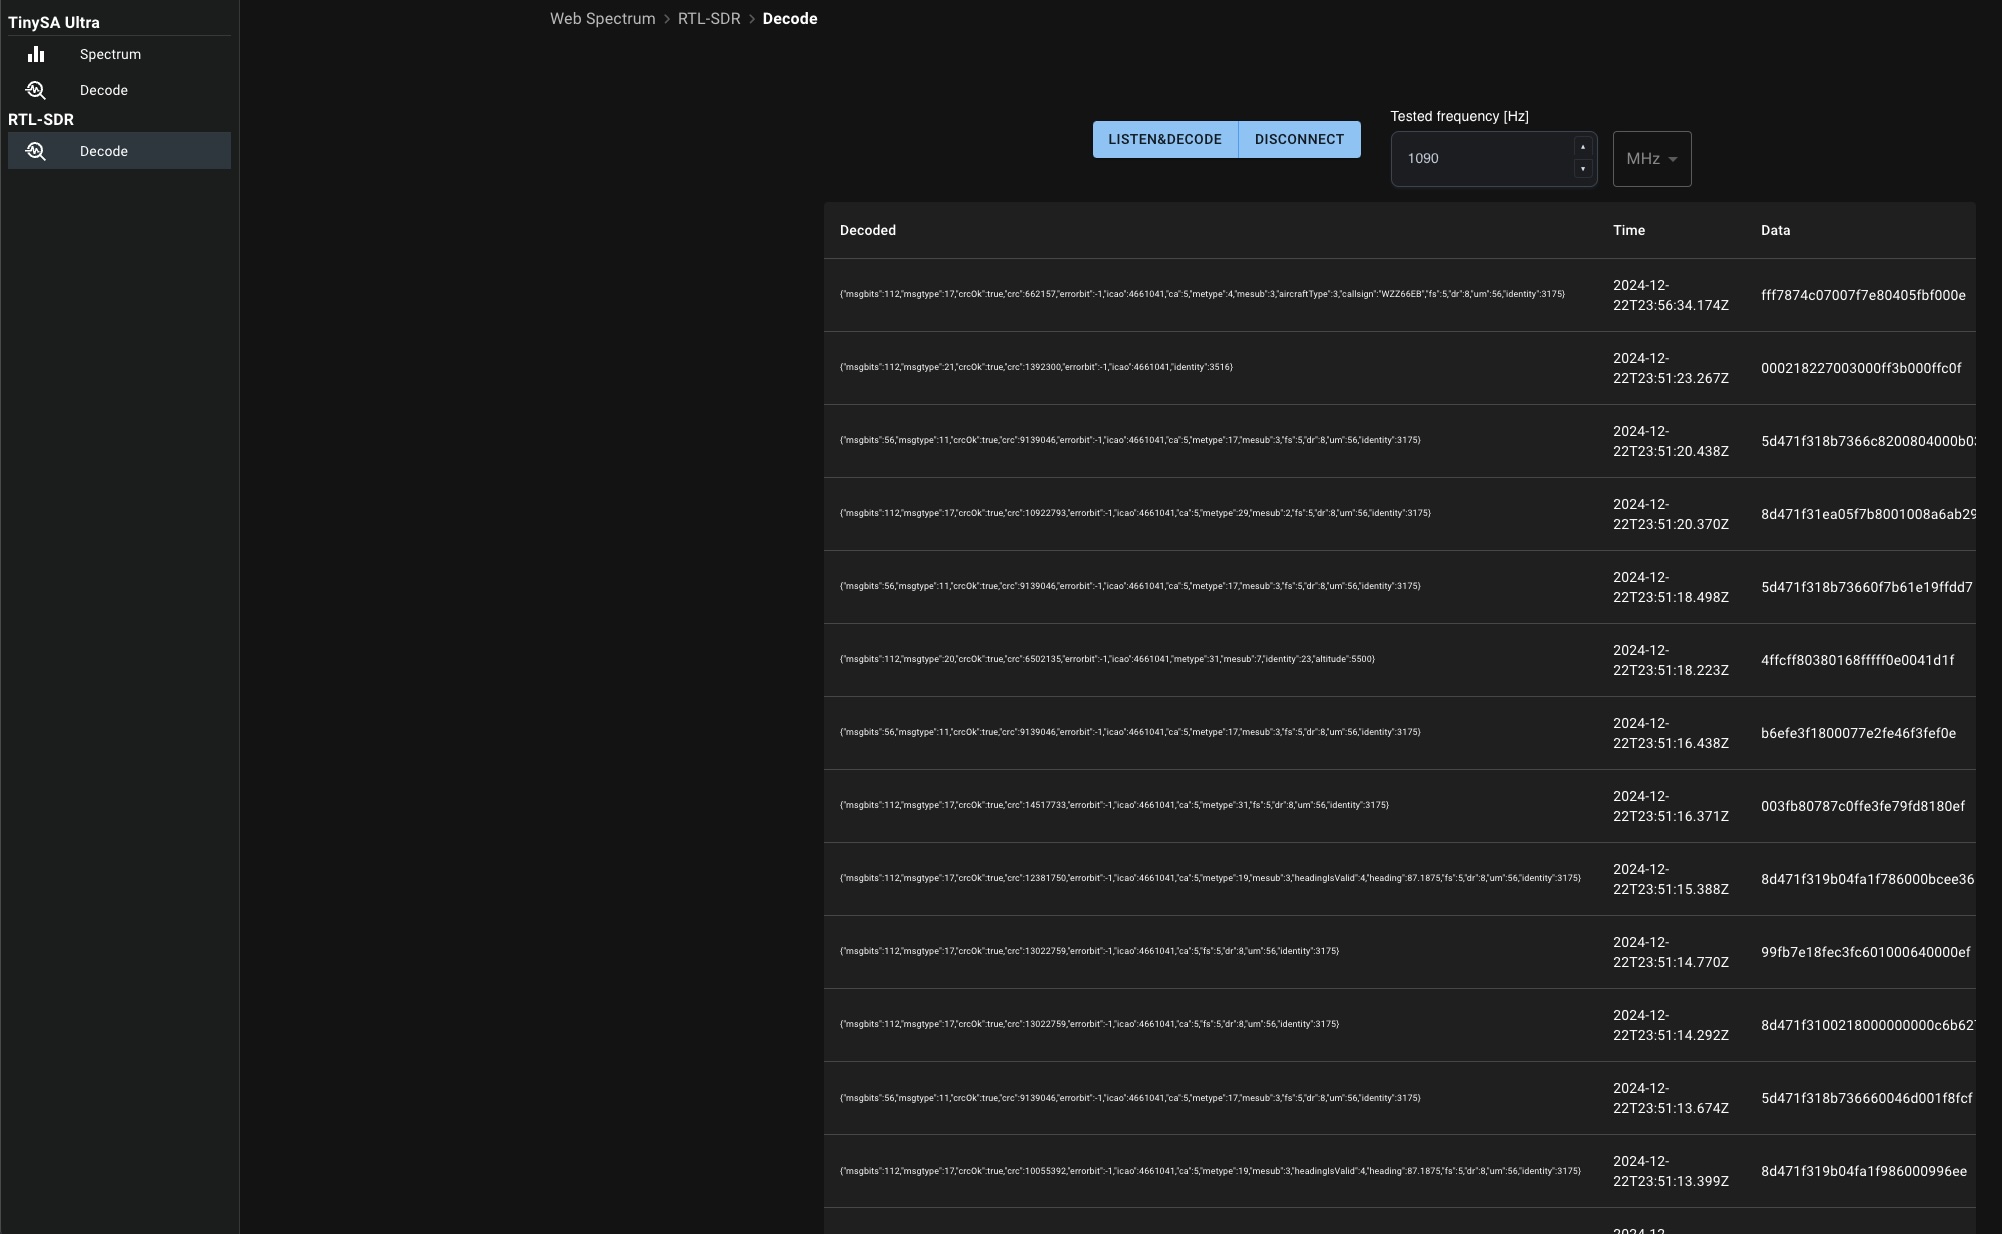 TinySA Ultra
Spectrum
Decode
RTL-SDR
Decode
Web Spectrum > RTL-SDR > Decode
LISTEN&DECODE DISCONNECT
Tested frequency [Hz]
1090
MHz
Decoded Time Data
{"msgbits":112,"msgtype":17,"crcOk":true,"crc":662157,"errorbit":-1,"icao":4661041,"ca":5,"metype":4,"mesub":3,"aircraftType":3,"callsign":"WZZ66EB","fs":5,"dr":8,"um":56,"identity":3175}
2024-12-
22T23:56:34.174Z
fff7874c07007f7e80405fbf000e
{"msgbits":112,"msgtype":21,"crcOk":true,"crc":1392300,"errorbit":-1,"icao":4661041,"identity":3516}
2024-12-
22T23:51:23.267Z
000218227003000ff3b000ffc0f
{"msgbits":56,"msgtype":11,"crcOk":true,"crc":9139046,"errorbit":-1,"icao":4661041,"ca":5,"metype":17,"mesub":3,"fs":5,"dr":8,"um":56,"identity":3175}
2024-12-
22T23:51:20.438Z
5d471f318b7366c8200804000b03
{"msgbits":112,"msgtype":17,"crcOk":true,"crc":10922793,"errorbit":-1,"icao":4661041,"ca":5,"metype":29,"mesub":2,"fs":5,"dr":8,"um":56,"identity":3175}
2024-12-
22T23:51:20.370Z
8d471f31ea05f7b8001008a6ab29
{"msgbits":56,"msgtype":11,"crcOk":true,"crc":9139046,"errorbit":-1,"icao":4661041,"ca":5,"metype":17,"mesub":3,"fs":5,"dr":8,"um":56,"identity":3175}
2024-12-
22T23:51:18.498Z
5d471f318b73660f7b61e19ffdd7
{"msgbits":112,"msgtype":20,"crcOk":true,"crc":6502135,"errorbit":-1,"icao":4661041,"metype":31,"mesub":7,"identity":23,"altitude":5500}
2024-12-
22T23:51:18.223Z
4ffcff80380168fffff0e0041d1f
{"msgbits":56,"msgtype":11,"crcOk":true,"crc":9139046,"errorbit":-1,"icao":4661041,"ca":5,"metype":17,"mesub":3,"fs":5,"dr":8,"um":56,"identity":3175}
2024-12-
22T23:51:16.438Z
b6efe3f1800077e2fe46f3fef0e
{"msgbits":112,"msgtype":17,"crcOk":true,"crc":14517733,"errorbit":-1,"icao":4661041,"ca":5,"metype":31,"fs":5,"dr":8,"um":56,"identity":3175}
2024-12-
22T23:51:16.371Z
003fb80787c0ffe3fe79fd8180ef
{"msgbits":112,"msgtype":17,"crcOk":true,"crc":12381750,"errorbit":-1,"icao":4661041,"ca":5,"metype":19,"mesub":3,"headingIsValid":4,"heading":87.1875,"fs":5,"dr":8,"um":56,"identity":3175}
2024-12-
22T23:51:15.388Z
8d471f319b04fa1f786000bcee36
{"msgbits":112,"msgtype":17,"crcOk":true,"crc":13022759,"errorbit":-1,"icao":4661041,"ca":5,"fs":5,"dr":8,"um":56,"identity":3175}
2024-12-
22T23:51:14.770Z
99fb7e18fec3fc601000640000ef
{"msgbits":112,"msgtype":17,"crcOk":true,"crc":13022759,"errorbit":-1,"icao":4661041,"ca":5,"fs":5,"dr":8,"um":56,"identity":3175}
2024-12-
22T23:51:14.292Z
8d471f3100218000000000c6b627
{"msgbits":56,"msgtype":11,"crcOk":true,"crc":9139046,"errorbit":-1,"icao":4661041,"ca":5,"metype":17,"mesub":3,"fs":5,"dr":8,"um":56,"identity":3175}
2024-12-
22T23:51:13.674Z
5d471f318b736660046d001f8fcf
{"msgbits":112,"msgtype":17,"crcOk":true,"crc":10055392,"errorbit":-1,"icao":4661041,"ca":5,"metype":19,"mesub":3,"headingIsValid":4,"heading":87.1875,"fs":5,"dr":8,"um":56,"identity":3175}
2024-12-
22T23:51:13.399Z
8d471f319b04fa1f986000996ee
2024-12-